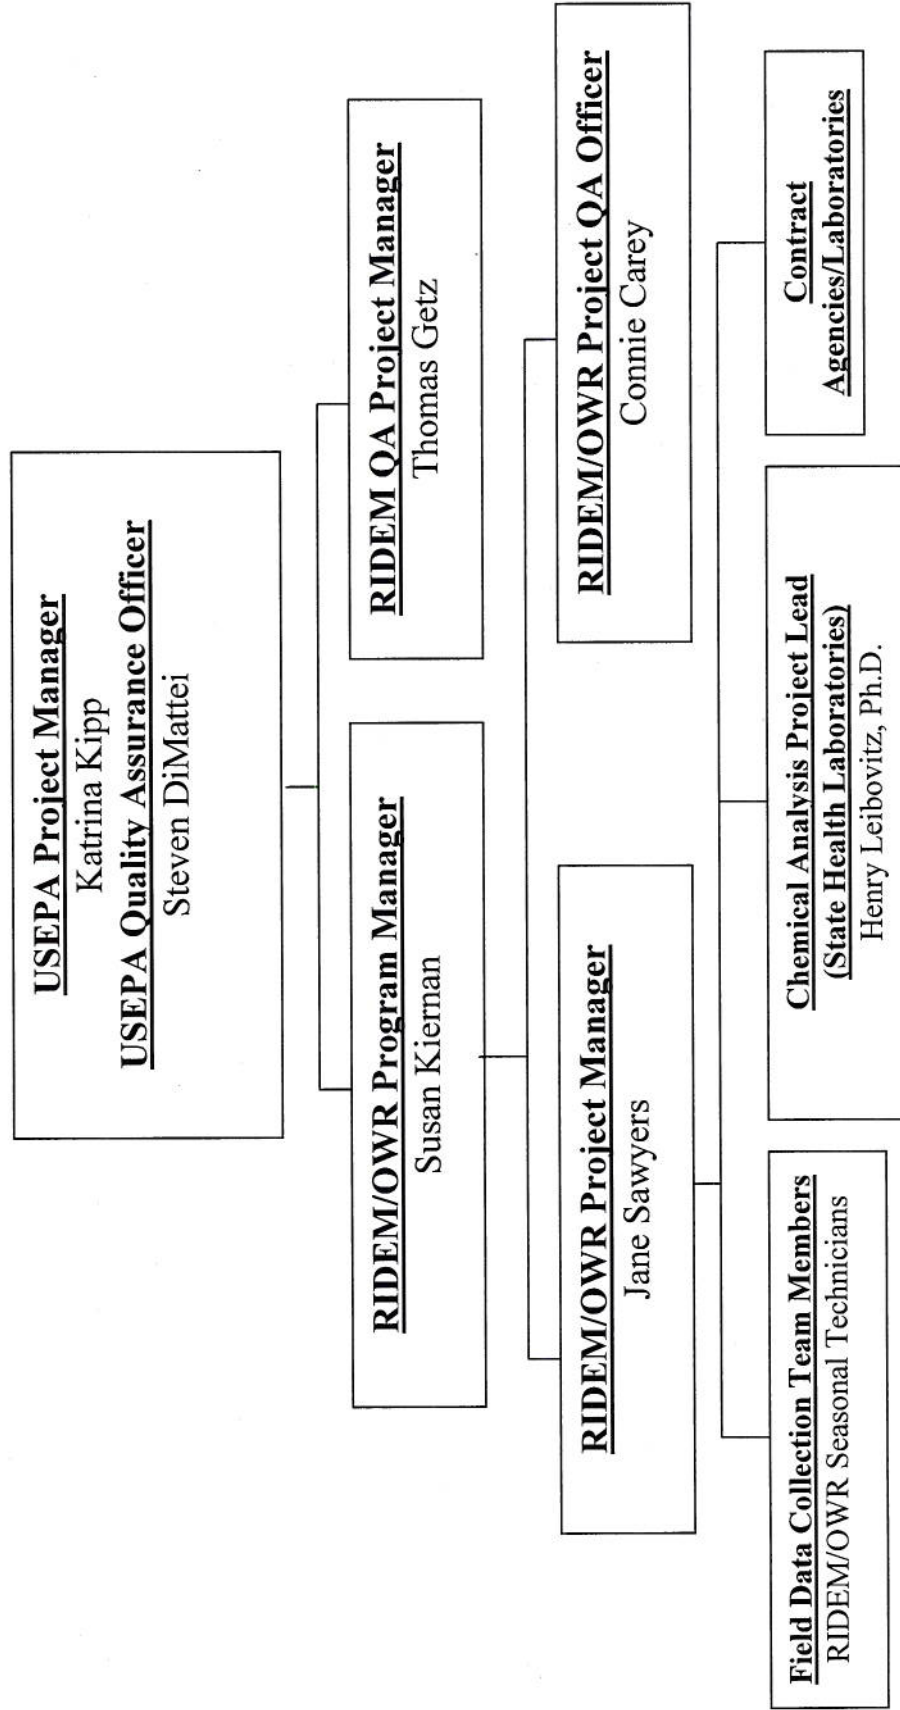 USEPA Project Manager
Katrina Kipp
USEPA Quality Assurance Officer
Steven DiMattei
RIDEM/OWR Program Manager
Susan Kiernan
RIDEM QA Project Manager
Thomas Getz
RIDEM/OWR Project Manager
Jane Sawyers
RIDEM/OWR Project QA Officer
Connie Carey
Field Data Collection Team Members
RIDEM/OWR Seasonal Technicians
Chemical Analysis Project Lead
(State Health Laboratories)
Henry Leibovitz, Ph.D.
Contract
Agencies/Laboratories